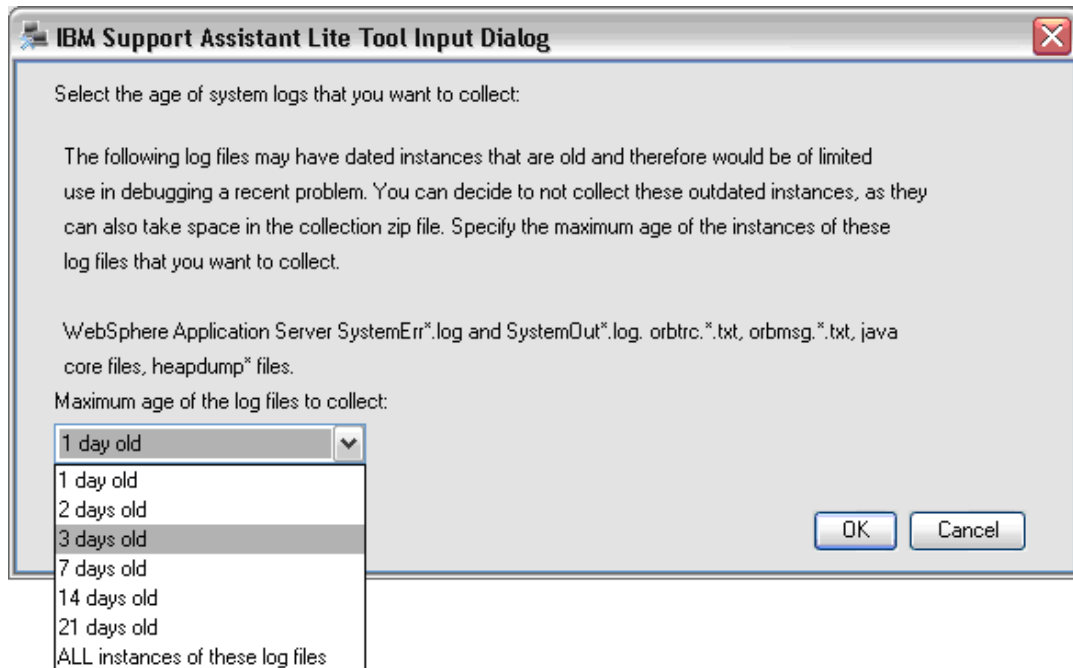 IBM Support Assistant Lite Tool Input Dialog
Select the age of system logs that you want to collect:
The following log files may have dated instances that are old and therefore would be of limited
use in debugging a recent problem. You can decide to not collect these outdated instances, as they
can also take space in the collection zip file. Specify the maximum age of the instances of these
log files that you want to collect.
WebSphere Application Server SystemErr*.log and SystemOut*.log. orbtrc.*.txt, orbmsg.*.txt, java
core files, heapdump* files.
Maximum age of the log files to collect:
1 day old
1 day old
2 days old
3 days old
7 days old
14 days old
21 days old
ALL instances of these log files
OK Cancel